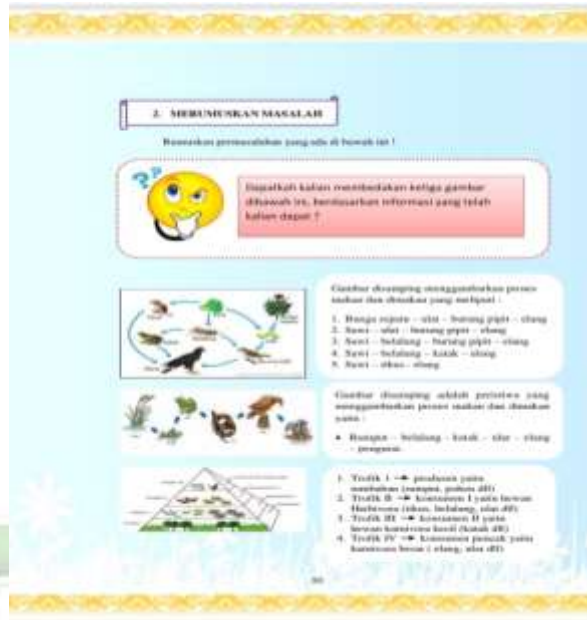 2. MERUMUSKAN MASALAH
Rumuskan permasalahan yang ada di bawah ini !
??
Dapatkah kalian membedakan ketiga gambar
dibawah ini, berdasarkan informasi yang telah
kalian dapat ?
Gambar disamping menggambarkan proses
makan dan dimakan yang meliputi :
1. Bunga sepatu – ulat – burung pipit – elang
2. Sawi – ulat – burung pipit – elang
3. Sawi – belalang – burung pipit – elang
4. Sawi – belalang – katak – elang
5. Sawi – tikus – elang
Gambar disamping adalah peristiwa yang
menggambarkan proses makan dan dimakan
yaitu :
• Rumput – belalang – katak – ular – elang
– pengurai
1. Trofik I → produsen yaitu
tumbuhan (rumput, pohon dll)
2. Trofik II → konsumen I yaitu hewan
Herbivora (tikus, belalang, ulat dll)
3. Trofik III → konsumen II yaitu
hewan karnivora kecil (katak dll)
4. Trofik IV → konsumen puncak yaitu
karnivora besar ( elang, ular dll)